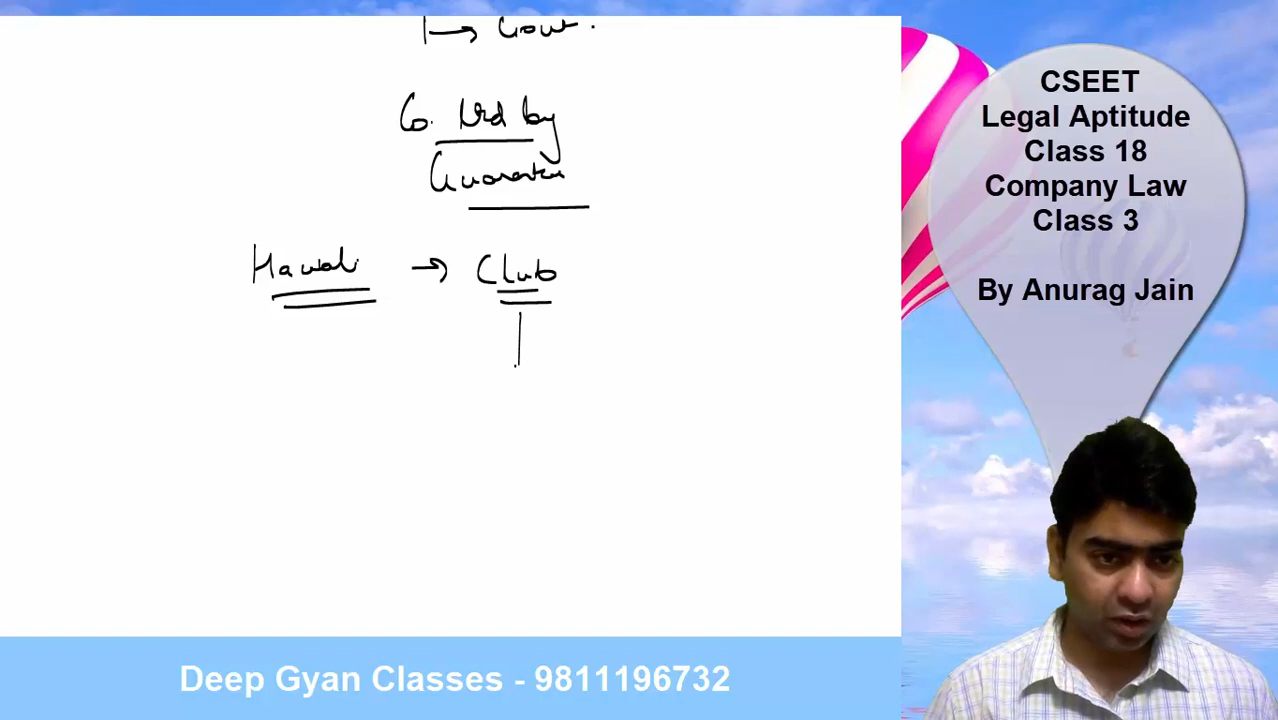 → Govt.
Co. Ltd by
Guarantee
→ Club
CSEET
Legal Aptitude
Class 18
Company Law
Class 3
By Anurag Jain
Deep Gyan Classes - 9811196732